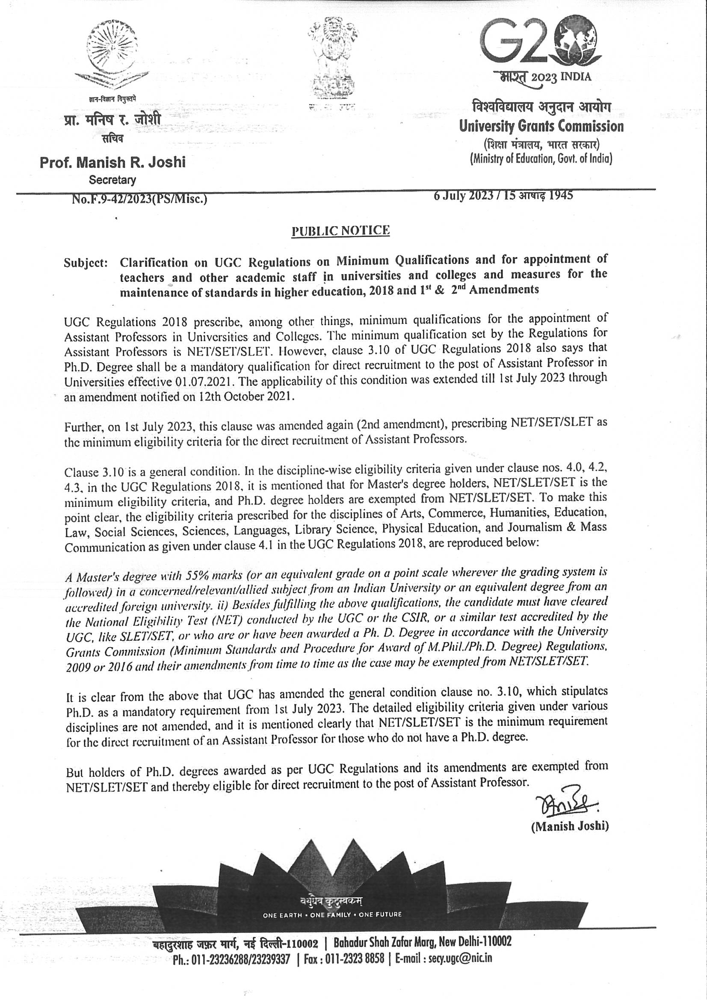 ज्ञान-विज्ञान विमुक्तये
प्रा. मनिष र. जोशी
सचिव
Prof. Manish R. Joshi
Secretary
G20
भारत 2023 INDIA
विश्वविद्यालय अनुदान आयोग
University Grants Commission
(शिक्षा मंत्रालय, भारत सरकार)
(Ministry of Education, Govt. of India)
No.F.9-42/2023(PS/Misc.)
6 July 2023 / 15 आषाढ़ 1945
PUBLIC NOTICE
Subject: Clarification on UGC Regulations on Minimum Qualifications and for appointment of
teachers and other academic staff in universities and colleges and measures for the
maintenance of standards in higher education, 2018 and 1st & 2nd Amendments
UGC Regulations 2018 prescribe, among other things, minimum qualifications for the appointment of
Assistant Professors in Universities and Colleges. The minimum qualification set by the Regulations for
Assistant Professors is NET/SET/SLET. However, clause 3.10 of UGC Regulations 2018 also says that
Ph.D. Degree shall be a mandatory qualification for direct recruitment to the post of Assistant Professor in
Universities effective 01.07.2021. The applicability of this condition was extended till 1st July 2023 through
an amendment notified on 12th October 2021.
Further, on 1st July 2023, this clause was amended again (2nd amendment), prescribing NET/SET/SLET as
the minimum eligibility criteria for the direct recruitment of Assistant Professors.
Clause 3.10 is a general condition. In the discipline-wise eligibility criteria given under clause nos. 4.0, 4.2,
4.3, in the UGC Regulations 2018, it is mentioned that for Master's degree holders, NET/SLET/SET is the
minimum eligibility criteria, and Ph.D. degree holders are exempted from NET/SLET/SET. To make this
point clear, the eligibility criteria prescribed for the disciplines of Arts, Commerce, Humanities, Education,
Law, Social Sciences, Sciences, Languages, Library Science, Physical Education, and Journalism & Mass
Communication as given under clause 4.1 in the UGC Regulations 2018, are reproduced below:
A Master's degree with 55% marks (or an equivalent grade on a point scale wherever the grading system is
followed) in a concerned/relevant/allied subject from an Indian University or an equivalent degree from an
accredited foreign university. ii) Besides fulfilling the above qualifications, the candidate must have cleared
the National Eligibility Test (NET) conducted by the UGC or the CSIR, or a similar test accredited by the
UGC, like SLET/SET, or who are or have been awarded a Ph. D. Degree in accordance with the University
Grants Commission (Minimum Standards and Procedure for Award of M.Phil./Ph.D. Degree) Regulations,
2009 or 2016 and their amendments from time to time as the case may be exempted from NET/SLET/SET.
It is clear from the above that UGC has amended the general condition clause no. 3.10, which stipulates
Ph.D. as a mandatory requirement from 1st July 2023. The detailed eligibility criteria given under various
disciplines are not amended, and it is mentioned clearly that NET/SLET/SET is the minimum requirement
for the direct recruitment of an Assistant Professor for those who do not have a Ph.D. degree.
But holders of Ph.D. degrees awarded as per UGC Regulations and its amendments are exempted from
NET/SLET/SET and thereby eligible for direct recruitment to the post of Assistant Professor.
(Manish Joshi)
वसुधैव कुटुम्बकम्
ONE EARTH • ONE FAMILY • ONE FUTURE
बहादुरशाह जफ़र मार्ग, नई दिल्ली-110002 | Bahadur Shah Zafar Marg, New Delhi-110002
Ph.: 011-23236288/23239337 | Fax : 011-2323 8858 | E-mail : secy.ugc@nic.in